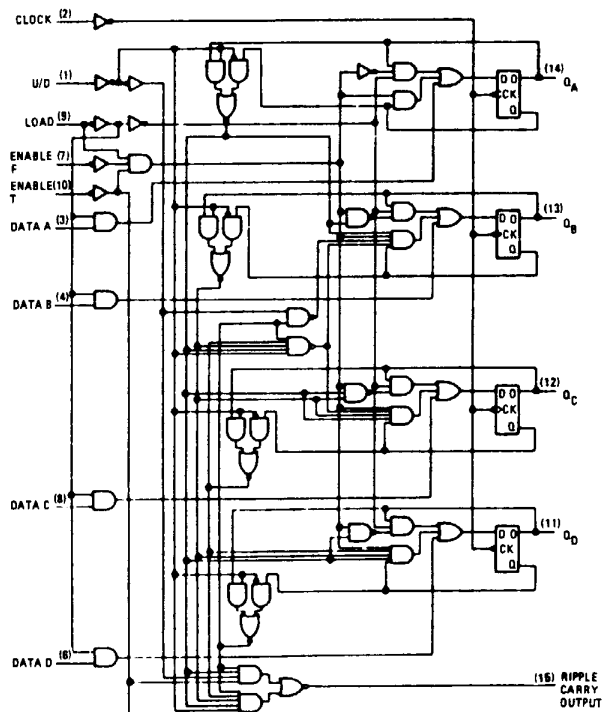 CLOCK (2)
U/D (1)
LOAD (9)
ENABLE (7)
F
ENABLE (10)
T
DATA A (3)
DATA B (4)
DATA C (8)
DATA D (6)
D Q
CK
Q
(14)
QA
D Q
CK
Q
(13)
QB
D Q
CK
Q
(12)
QC
D Q
CK
Q
(11)
QD
(15) RIPPLE
CARRY
OUTPUT